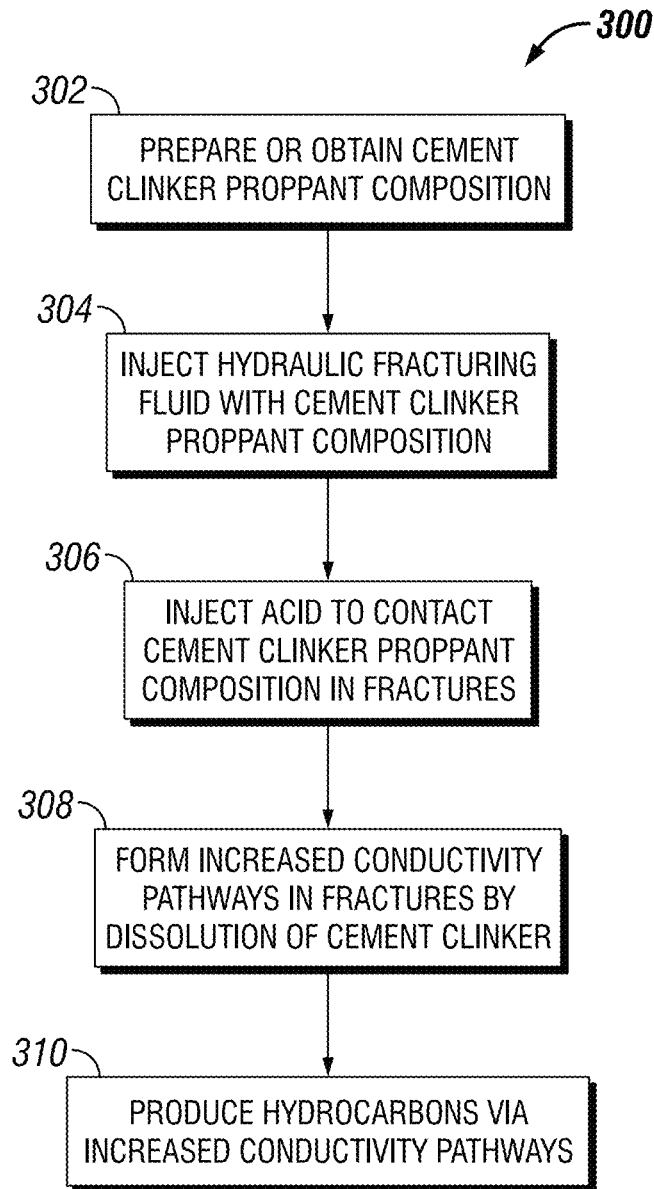 300
302
PREPARE OR OBTAIN CEMENT
CLINKER PROPPANT COMPOSITION
304
INJECT HYDRAULIC FRACTURING
FLUID WITH CEMENT CLINKER
PROPPANT COMPOSITION
306
INJECT ACID TO CONTACT
CEMENT CLINKER PROPPANT
COMPOSITION IN FRACTURES
308
FORM INCREASED CONDUCTIVITY
PATHWAYS IN FRACTURES BY
DISSOLUTION OF CEMENT CLINKER
310
PRODUCE HYDROCARBONS VIA
INCREASED CONDUCTIVITY PATHWAYS